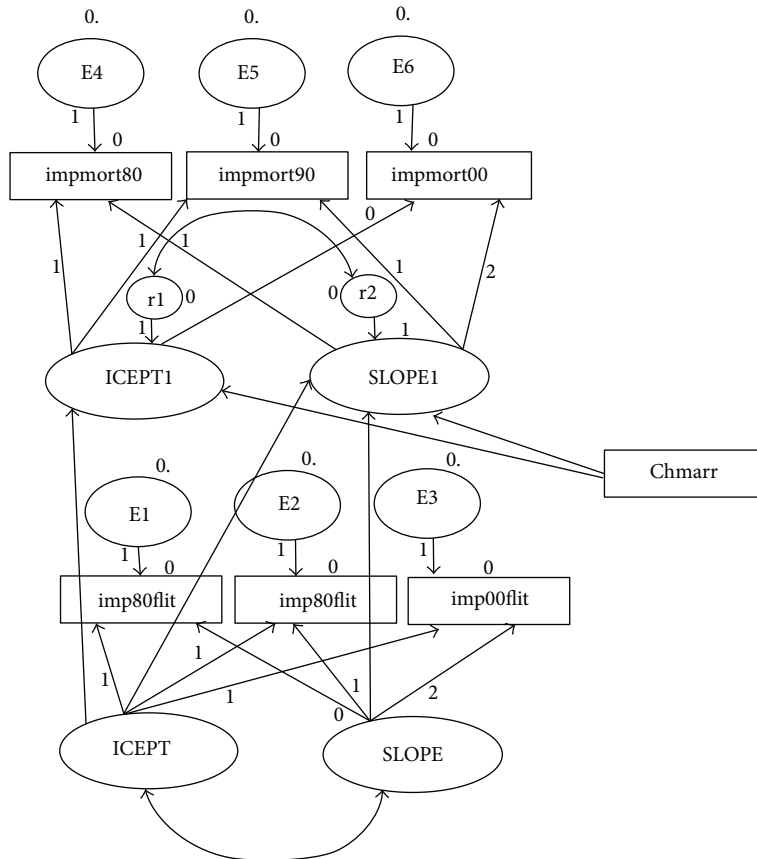 0. 0. 0.
E4 E5 E6
1 0 1 0 1 0
impmort80 impmort90 impmort00
0
1 1
1 1 2
r1 0 0 r2
1 1
ICEPT1 SLOPE1
0. 0. 0.
Chmarr
E1 E2 E3
1 0 1 0 1 0
imp80flit imp80flit imp00flit
1 1 1 0 1 2
ICEPT SLOPE